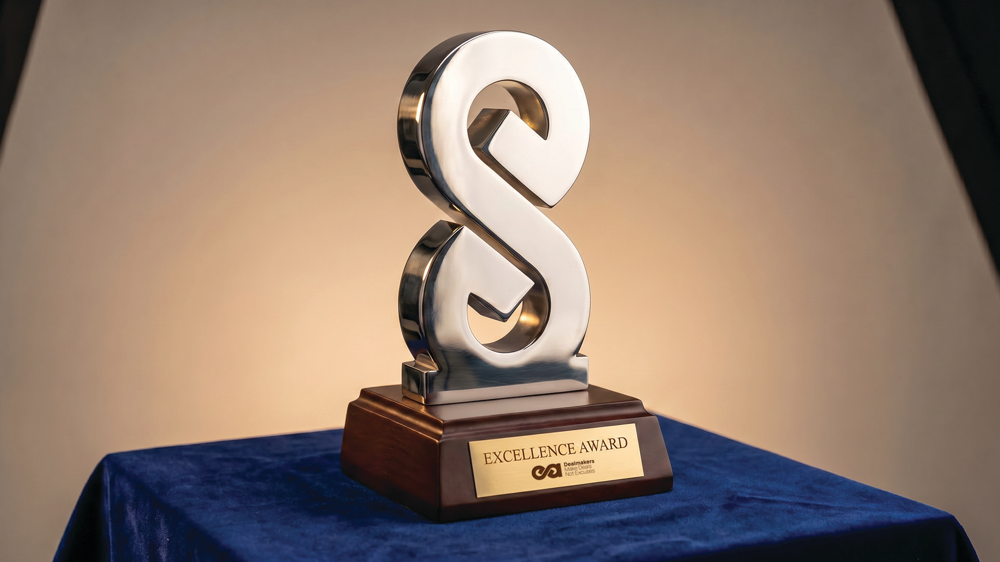 EXCELLENCE AWARD
Dealmakers
Make Deals
Not Excuses